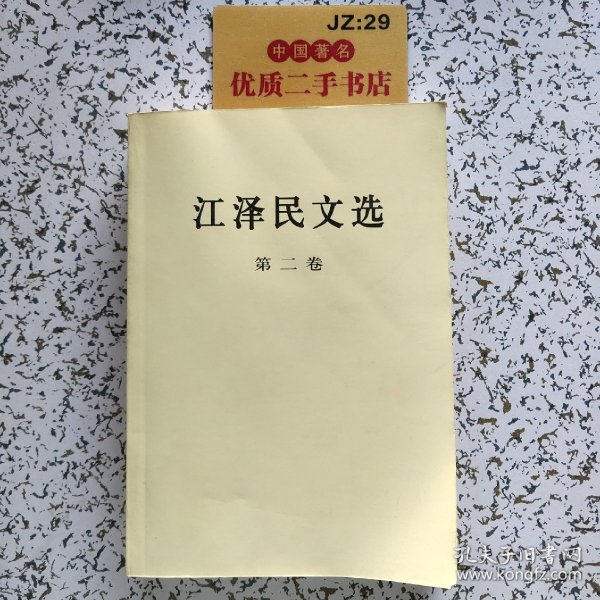 JZ:29
中国著名
优质二手书店
江泽民文选
第二卷
孔夫子旧书网
www.kongfz.com